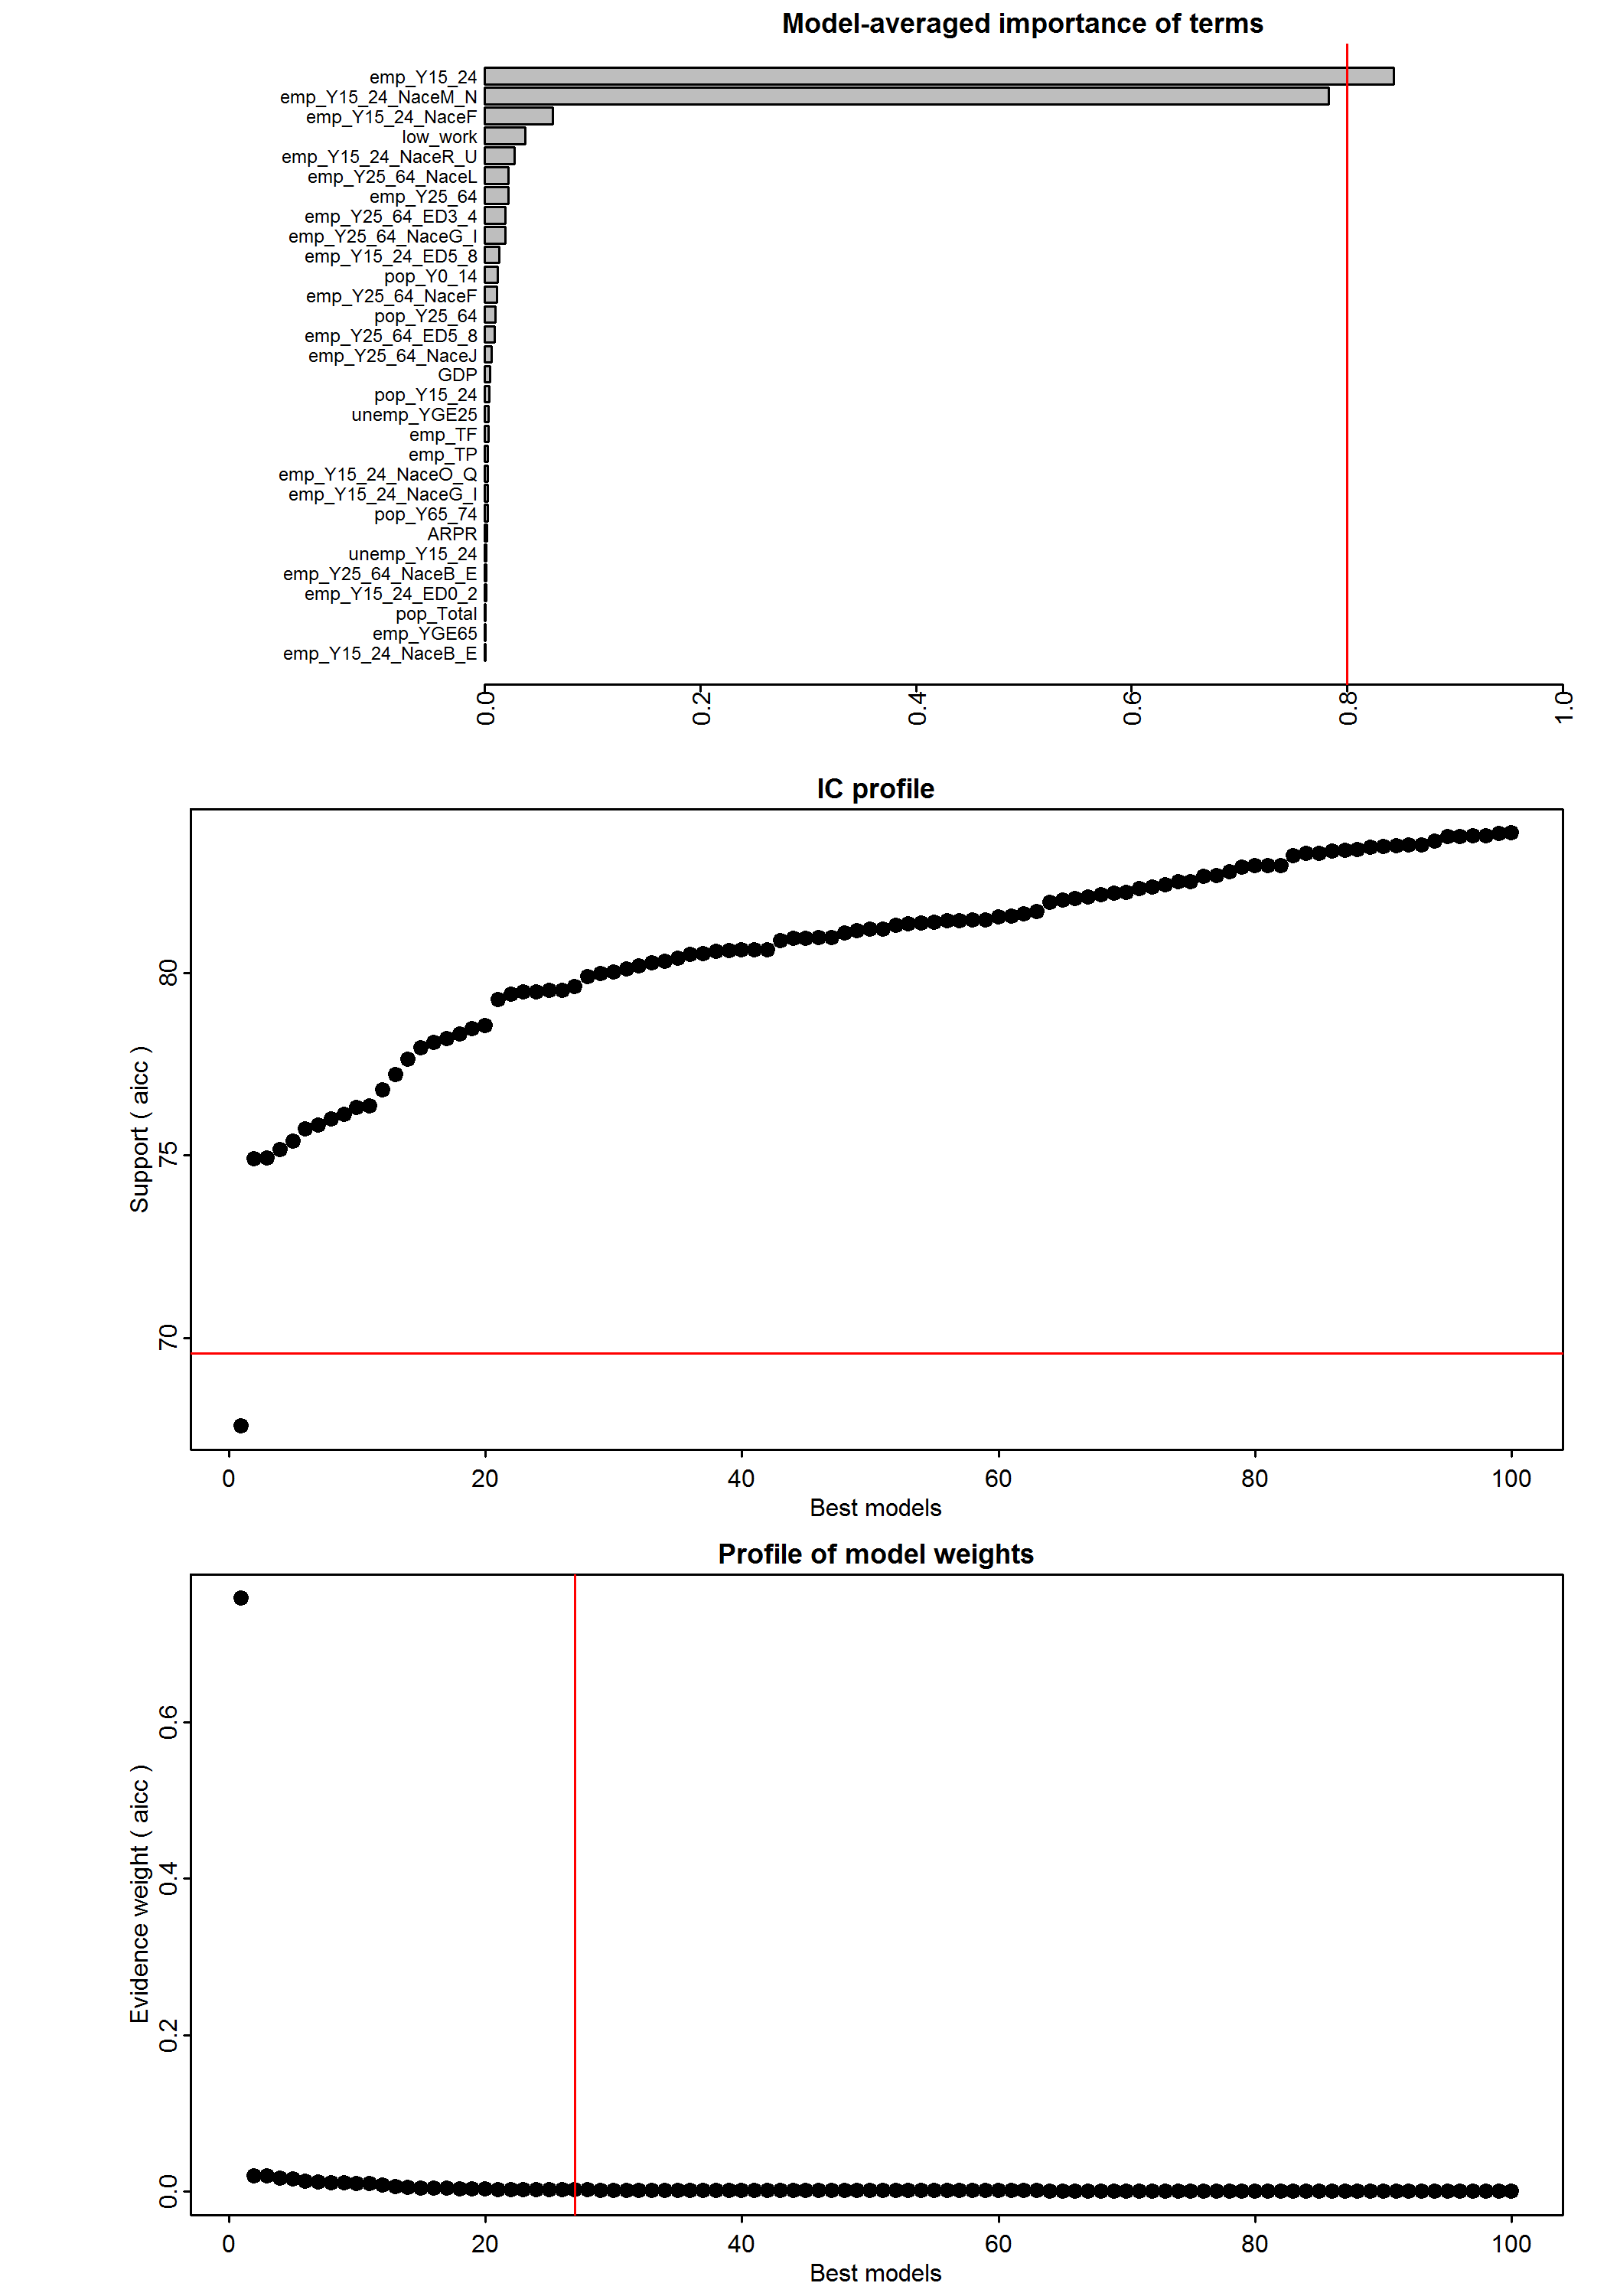 Model-averaged importance of terms
emp_Y15_24
emp_Y15_24_NaceM_N
emp_Y15_24_NaceF
low_work
emp_Y15_24_NaceR_U
emp_Y25_64_NaceL
emp_Y25_64
emp_Y25_64_ED3_4
emp_Y25_64_NaceG_I
emp_Y15_24_ED5_8
pop_Y0_14
emp_Y25_64_NaceF
pop_Y25_64
emp_Y25_64_ED5_8
emp_Y25_64_NaceJ
GDP
pop_Y15_24
unemp_YGE25
emp_TF
emp_TP
emp_Y15_24_NaceO_Q
emp_Y15_24_NaceG_I
pop_Y65_74
ARPR
unemp_Y15_24
emp_Y25_64_NaceB_E
emp_Y15_24_ED0_2
pop_Total
emp_YGE65
emp_Y15_24_NaceB_E
0.0 0.2 0.4 0.6 0.8 1.0
IC profile
Support ( aicc )
80
75
70
0 20 40 60 80 100
Best models
Profile of model weights
Evidence weight ( aicc )
0.6
0.4
0.2
0.0
0 20 40 60 80 100
Best models